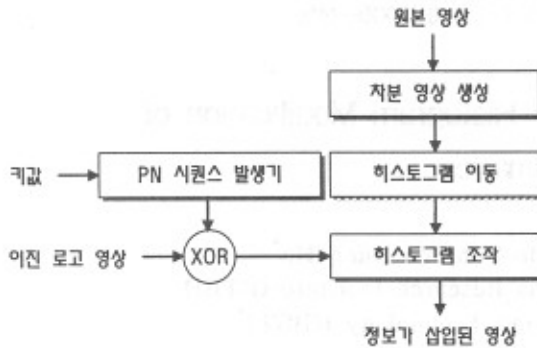 원본 영상
차분 영상 생성
키값
PN 시퀀스 발생기
히스토그램 이동
이진 로고 영상
XOR
히스토그램 조작
정보가 삽입된 영상